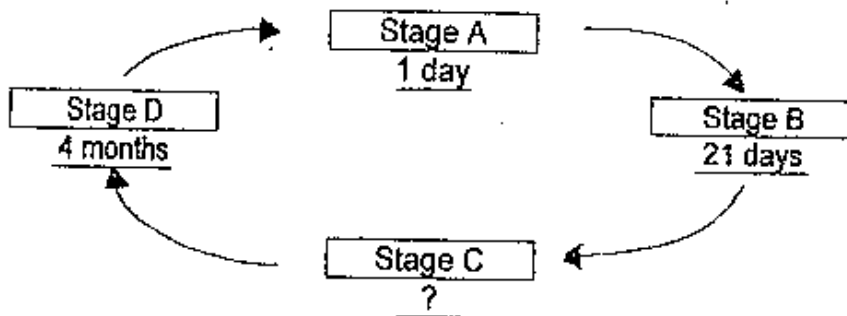 Stage A
1 day
Stage D
4 months
Stage B
21 days
Stage C
?